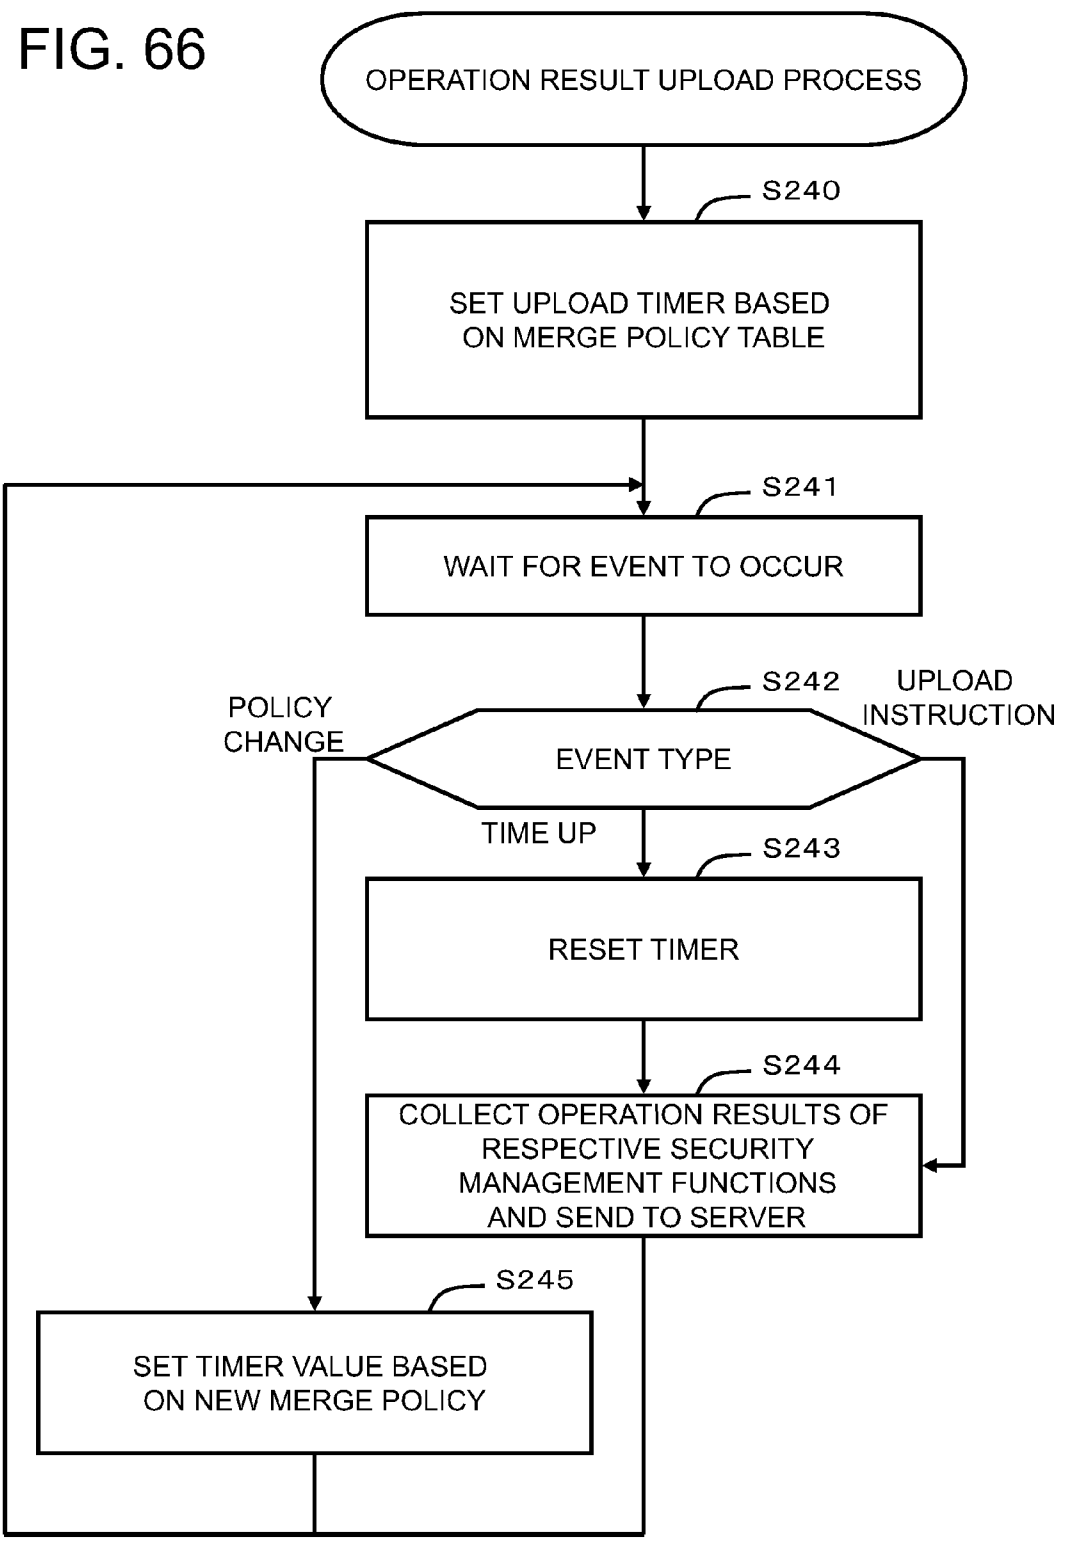 FIG. 66
OPERATION RESULT UPLOAD PROCESS
S240
SET UPLOAD TIMER BASED
ON MERGE POLICY TABLE
S241
WAIT FOR EVENT TO OCCUR
S242
UPLOAD
INSTRUCTION
POLICY
CHANGE
EVENT TYPE
TIME UP
S243
RESET TIMER
S244
COLLECT OPERATION RESULTS OF
RESPECTIVE SECURITY
MANAGEMENT FUNCTIONS
AND SEND TO SERVER
S245
SET TIMER VALUE BASED
ON NEW MERGE POLICY